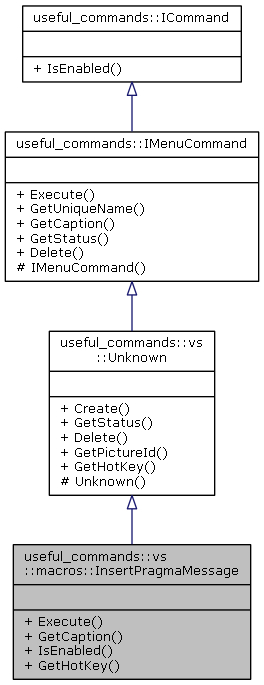 useful_commands::ICommand
+ IsEnabled()
useful_commands::IMenuCommand
+ Execute()
+ GetUniqueName()
+ GetCaption()
+ GetStatus()
+ Delete()
# IMenuCommand()
useful_commands::vs
::Unknown
+ Create()
+ GetStatus()
+ Delete()
+ GetPictureId()
+ GetHotKey()
# Unknown()
useful_commands::vs
::macros::InsertPragmaMessage
+ Execute()
+ GetCaption()
+ IsEnabled()
+ GetHotKey()